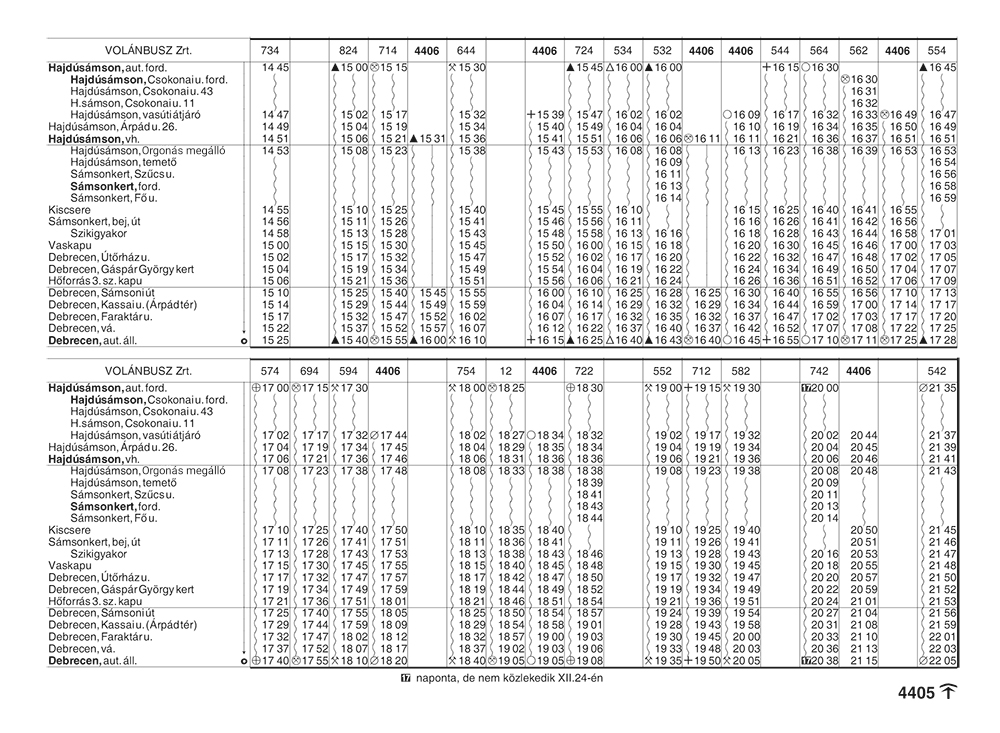 VOLÁNBUSZ Zrt. 734 824 714 4406 644 4406 724 534 532 4406 4406 544 564 562 4406 554
Hajdúsámson, aut. ford. 14 45 ▲15 00 ⊗15 15 ⚒15 30 ▲15 45 △16 00 ▲16 00 +16 15 ○16 30 ▲16 45
Hajdúsámson, Csokonai u. ford. ⊗16 30
Hajdúsámson, Csokonai u. 43 16 31
H.sámson, Csokonai u. 11 16 32
Hajdúsámson, vasúti átjáró 14 47 15 02 15 17 15 32 +15 39 15 47 16 02 16 02 ○16 09 16 17 16 32 16 33 ⊗16 49 16 47
Hajdúsámson, Árpád u. 26. 14 49 15 04 15 19 15 34 15 40 15 49 16 04 16 04 16 10 16 19 16 34 16 35 16 50 16 49
Hajdúsámson, vh. 14 51 15 06 15 21 ▲15 31 15 36 15 41 15 51 16 06 16 06 ⊗16 11 16 11 16 21 16 36 16 37 16 51 16 51
Hajdúsámson, Orgonás megálló 14 53 15 08 15 23 15 38 15 43 15 53 16 08 16 08 16 13 16 23 16 38 16 39 16 53 16 53
Hajdúsámson, temető 16 09 16 54
Sámsonkert, Szűcs u. 16 11 16 56
Sámsonkert, ford. 16 13 16 58
Sámsonkert, Fő u. 16 14 16 59
Kiscsere 14 55 15 10 15 25 15 40 15 45 15 55 16 10 16 15 16 25 16 40 16 41 16 55
Sámsonkert, bej. út 14 56 15 11 15 26 15 41 15 46 15 56 16 11 16 16 16 26 16 41 16 42 16 56
Szikigyakor 14 58 15 13 15 28 15 43 15 48 15 58 16 13 16 16 16 18 16 28 16 43 16 44 16 58 17 01
Vaskapu 15 00 15 15 15 30 15 45 15 50 16 00 16 15 16 18 16 20 16 30 16 45 16 46 17 00 17 03
Debrecen, Útőrház u. 15 02 15 17 15 32 15 47 15 52 16 02 16 17 16 20 16 22 16 32 16 47 16 48 17 02 17 05
Debrecen, Gáspár György kert 15 04 15 19 15 34 15 49 15 54 16 04 16 19 16 22 16 24 16 34 16 49 16 50 17 04 17 07
Hőforrás 3. sz. kapu 15 06 15 21 15 36 15 51 15 56 16 06 16 21 16 24 16 26 16 36 16 51 16 52 17 06 17 09
Debrecen, Sámsoni út 15 10 15 25 15 40 15 45 15 55 16 00 16 10 16 25 16 28 16 25 16 30 16 40 16 55 16 56 17 10 17 13
Debrecen, Kassai u. (Árpád tér) 15 14 15 29 15 44 15 49 15 59 16 04 16 14 16 29 16 32 16 29 16 34 16 44 16 59 17 00 17 14 17 17
Debrecen, Faraktár u. 15 17 15 32 15 47 15 52 16 02 16 07 16 17 16 32 16 35 16 32 16 37 16 47 17 02 17 03 17 17 17 20
Debrecen, vá. 15 22 15 37 15 52 15 57 16 07 16 12 16 22 16 37 16 40 16 37 16 42 16 52 17 07 17 08 17 22 17 25
Debrecen, aut. áll. 15 25 ▲15 40 ⊗15 55 ▲16 00 ⚒16 10 +16 15 ▲16 25 △16 40 ▲16 43 ⊗16 40 ○16 45 +16 55 ○17 10 ⊗17 11 ⊗17 25 ▲17 28
VOLÁNBUSZ Zrt. 574 694 594 4406 754 12 4406 722 552 712 582 742 4406 542
Hajdúsámson, aut. ford. ⊕17 00 ⊗17 15 ⚒17 30 ⚒18 00 ⊗18 25 ⊕18 30 ⚒19 00 +19 15 ⚒19 30 17 20 00 ∅21 35
Hajdúsámson, Csokonai u. ford.
Hajdúsámson, Csokonai u. 43
H.sámson, Csokonai u. 11
Hajdúsámson, vasúti átjáró 17 02 17 17 17 32 ∅17 44 18 02 18 27 ○18 34 18 32 19 02 19 17 19 32 20 02 20 44 21 37
Hajdúsámson, Árpád u. 26. 17 04 17 19 17 34 17 45 18 04 18 29 18 35 18 34 19 04 19 19 19 34 20 04 20 45 21 39
Hajdúsámson, vh. 17 06 17 21 17 36 17 46 18 06 18 31 18 36 18 36 19 06 19 21 19 36 20 06 20 46 21 41
Hajdúsámson, Orgonás megálló 17 08 17 23 17 38 17 48 18 08 18 33 18 38 18 38 19 08 19 23 19 38 20 08 20 48 21 43
Hajdúsámson, temető 18 39 20 09
Sámsonkert, Szűcs u. 18 41 20 11
Sámsonkert, ford. 18 43 20 13
Sámsonkert, Fő u. 18 44 20 14
Kiscsere 17 10 17 25 17 40 17 50 18 10 18 35 18 40 19 10 19 25 19 40 20 50 21 45
Sámsonkert, bej. út 17 11 17 26 17 41 17 51 18 11 18 36 18 41 19 11 19 26 19 41 20 51 21 46
Szikigyakor 17 13 17 28 17 43 17 53 18 13 18 38 18 43 18 46 19 13 19 28 19 43 20 16 20 53 21 47
Vaskapu 17 15 17 30 17 45 17 55 18 15 18 40 18 45 18 48 19 15 19 30 19 45 20 18 20 55 21 48
Debrecen, Útőrház u. 17 17 17 32 17 47 17 57 18 17 18 42 18 47 18 50 19 17 19 32 19 47 20 20 20 57 21 50
Debrecen, Gáspár György kert 17 19 17 34 17 49 17 59 18 19 18 44 18 49 18 52 19 19 19 34 19 49 20 22 20 59 21 52
Hőforrás 3. sz. kapu 17 21 17 36 17 51 18 01 18 21 18 46 18 51 18 54 19 21 19 36 19 51 20 24 21 01 21 53
Debrecen, Sámsoni út 17 25 17 40 17 55 18 05 18 25 18 50 18 54 18 57 19 24 19 39 19 54 20 27 21 04 21 56
Debrecen, Kassai u. (Árpád tér) 17 29 17 44 17 59 18 09 18 29 18 54 18 58 19 01 19 28 19 43 19 58 20 31 21 08 21 59
Debrecen, Faraktár u. 17 32 17 47 18 02 18 12 18 32 18 57 19 00 19 03 19 30 19 45 20 00 20 33 21 10 22 01
Debrecen, vá. 17 37 17 52 18 07 18 17 18 37 19 02 19 03 19 06 19 33 19 48 20 03 20 36 21 13 22 03
Debrecen, aut. áll. ⊕17 40 ⊗17 55 ⚒18 10 ∅18 20 ⚒18 40 ⊗19 05 ○19 05 ⊕19 08 ⚒19 35 +19 50 ⚒20 05 17 20 38 21 15 ∅22 05
17 naponta, de nem közlekedik XII.24-én
4405